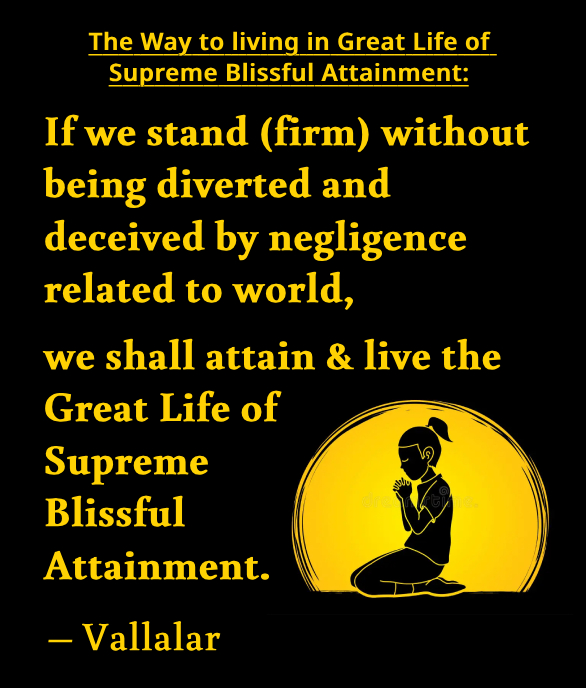 The Way to living in Great Life of
Supreme Blissful Attainment:
If we stand (firm) without
being diverted and
deceived by negligence
related to world,
we shall attain & live the
Great Life of
Supreme
Blissful
Attainment.
– Vallalar